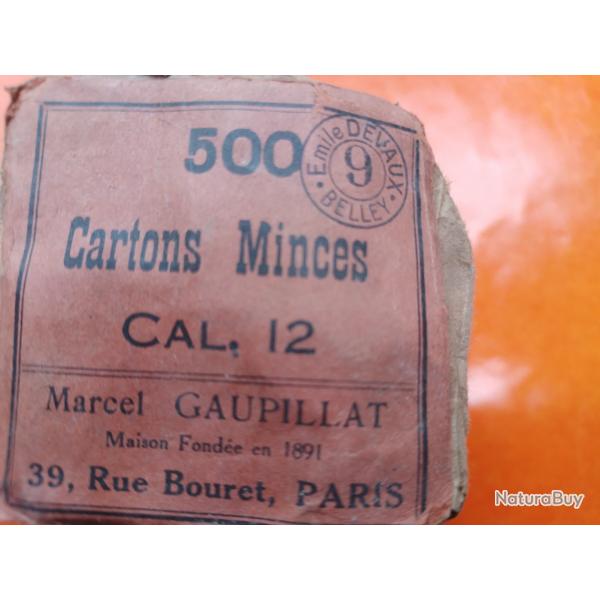 500
Emile DEVAUX
9
BELLEY
Cartons Minces
CAL. 12
Marcel GAUPILLAT
Maison Fondée en 1891
39, Rue Bouret, PARIS
NaturaBuy